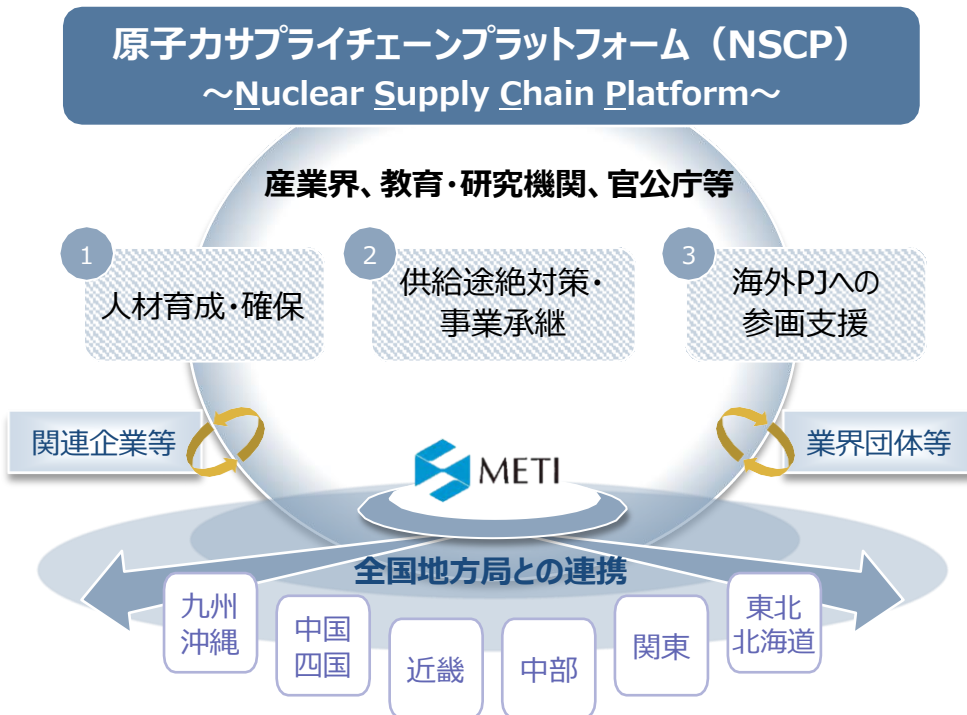 原子力サプライチェーンプラットフォーム（NSCP）
～Nuclear Supply Chain Platform～
産業界、教育・研究機関、官公庁等
1
人材育成・確保
2
供給途絶対策・
事業承継
3
海外PJへの
参画支援
関連企業等
業界団体等
METI
全国地方局との連携
九州
沖縄
中国
四国
近畿
中部
関東
東北
北海道